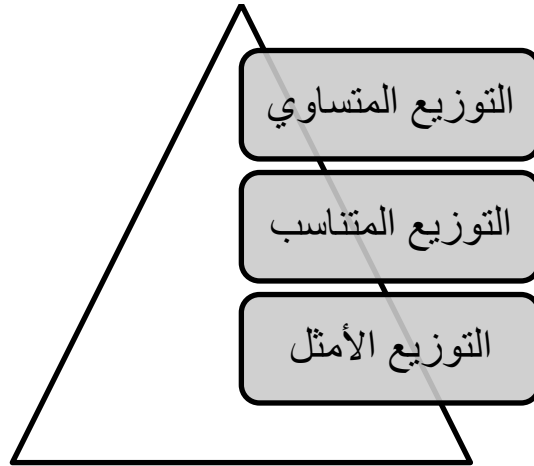 التوزيع المتساوي
التوزيع المتناسب
التوزيع الأمثل